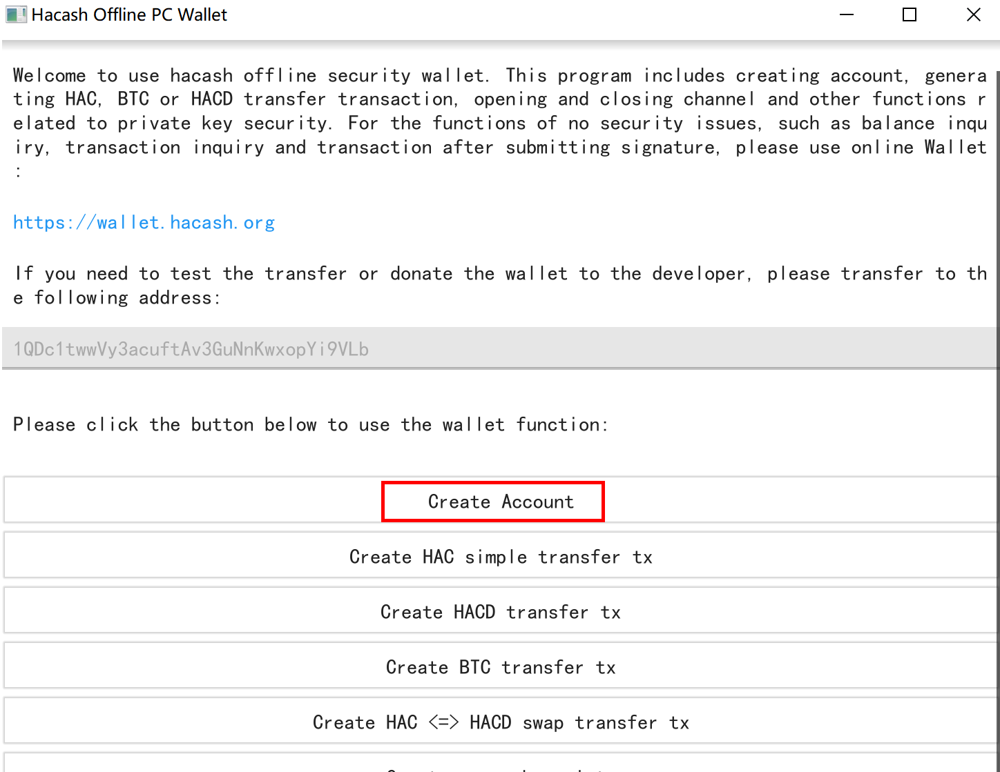 Hacash Offline PC Wallet
Welcome to use hacash offline security wallet. This program includes creating account, genera
ting HAC, BTC or HACD transfer transaction, opening and closing channel and other functions r
elated to private key security. For the functions of no security issues, such as balance inqu
iry, transaction inquiry and transaction after submitting signature, please use online Wallet
:
https://wallet.hacash.org
If you need to test the transfer or donate the wallet to the developer, please transfer to th
e following address:
1QDc1twwVy3acuftAv3GuNnKwxopYi9VLb
Please click the button below to use the wallet function:
Create Account
Create HAC simple transfer tx
Create HACD transfer tx
Create BTC transfer tx
Create HAC <=> HACD swap transfer tx